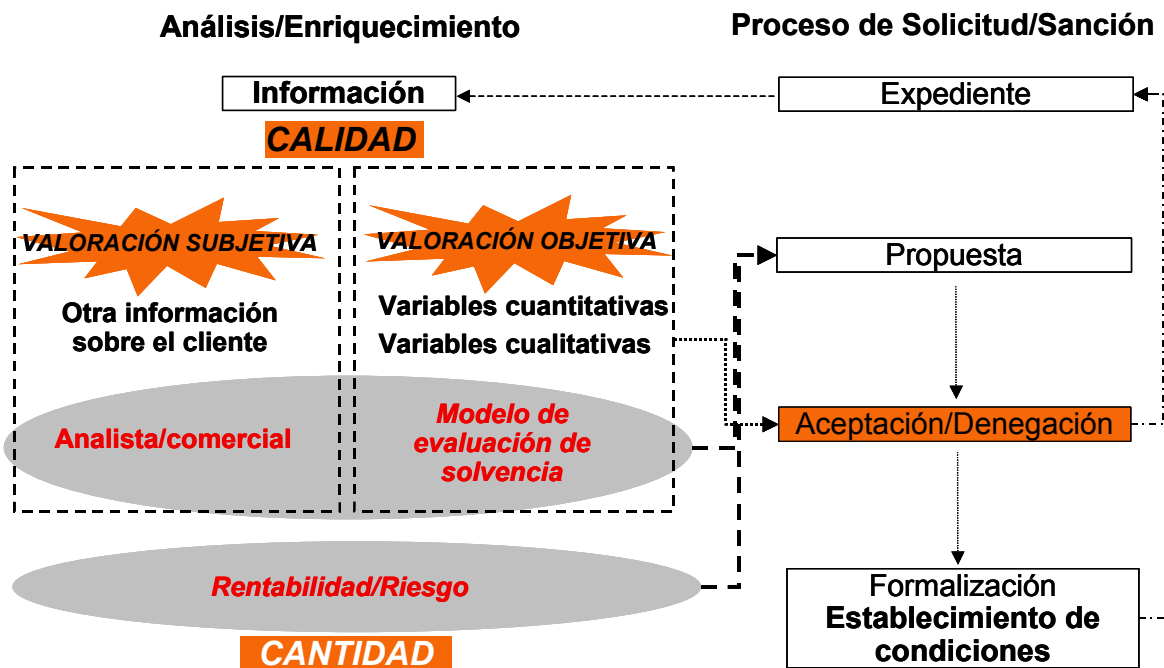 Análisis/Enriquecimiento
Proceso de Solicitud/Sanción
Información
Expediente
CALIDAD
VALORACIÓN SUBJETIVA
VALORACIÓN OBJETIVA
Otra información
sobre el cliente
Variables cuantitativas
Variables cualitativas
Propuesta
Analista/comercial
Modelo de
evaluación de
solvencia
Aceptación/Denegación
Rentabilidad/Riesgo
CANTIDAD
Formalización
Establecimiento de
condiciones